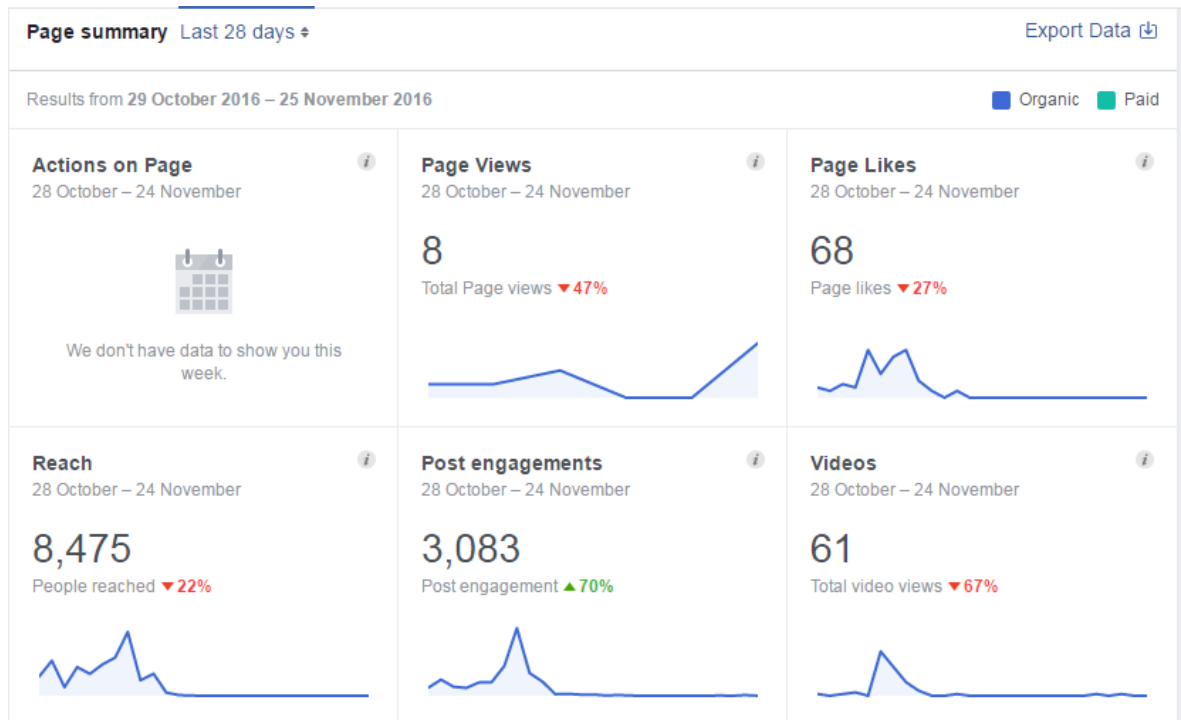 Page summary Last 28 days
Export Data
Results from 29 October 2016 – 25 November 2016
Organic Paid
Actions on Page
28 October – 24 November
We don't have data to show you this
week.
Page Views
28 October – 24 November
8
Total Page views ▼47%
Page Likes
28 October – 24 November
68
Page likes ▼27%
Reach
28 October – 24 November
8,475
People reached ▼22%
Post engagements
28 October – 24 November
3,083
Post engagement ▲70%
Videos
28 October – 24 November
61
Total video views ▼67%